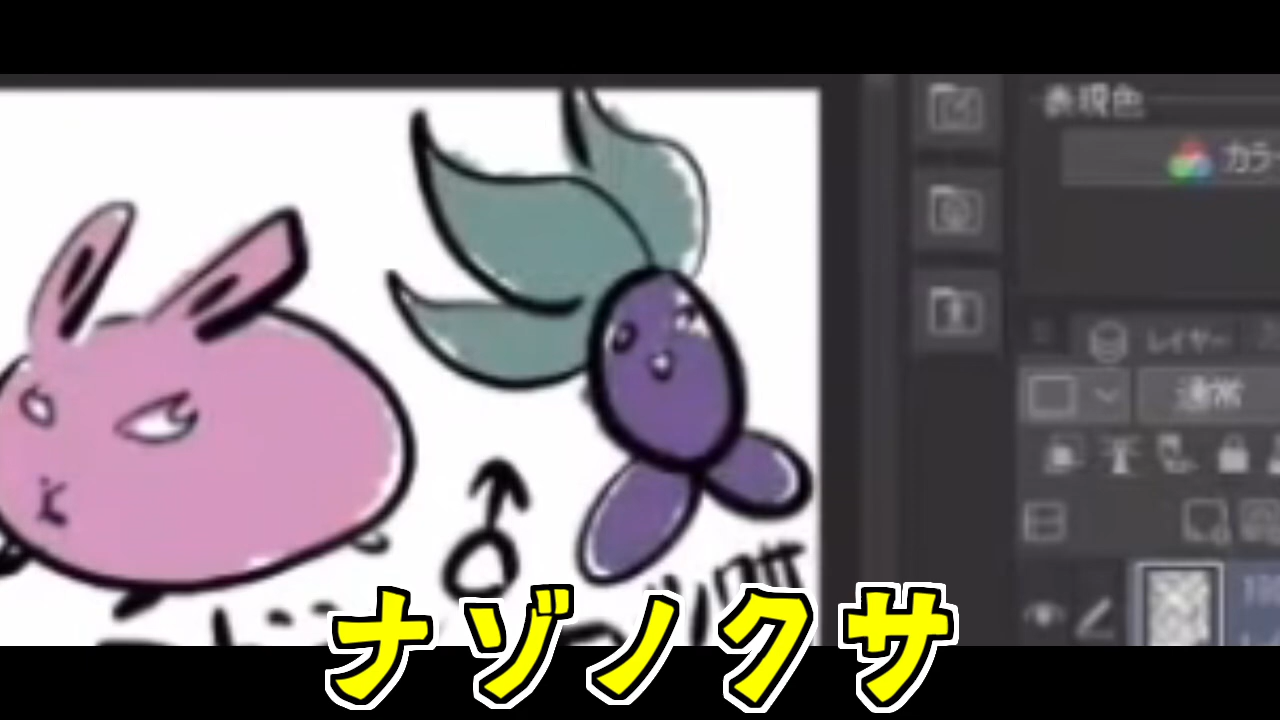 表現色
カラー
レイヤー
通常
ナゾノクサ